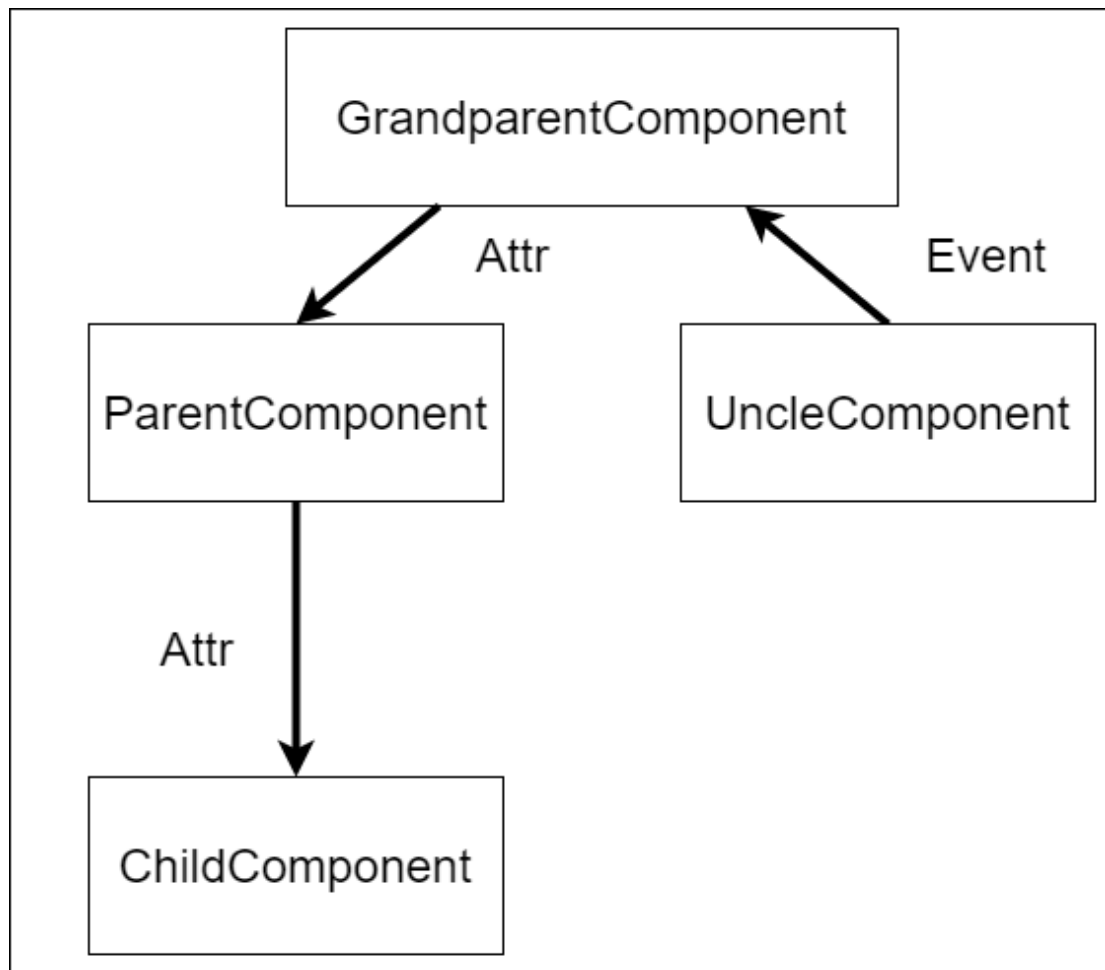 GrandparentComponent
Attr
Event
ParentComponent
UncleComponent
Attr
ChildComponent